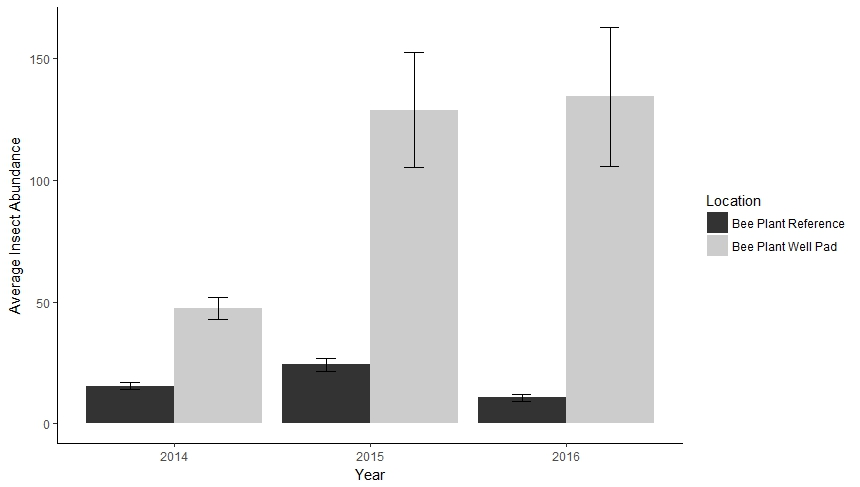 150
100
50
0
Average Insect Abundance
2014 2015 2016
Year
Location
Bee Plant Reference
Bee Plant Well Pad